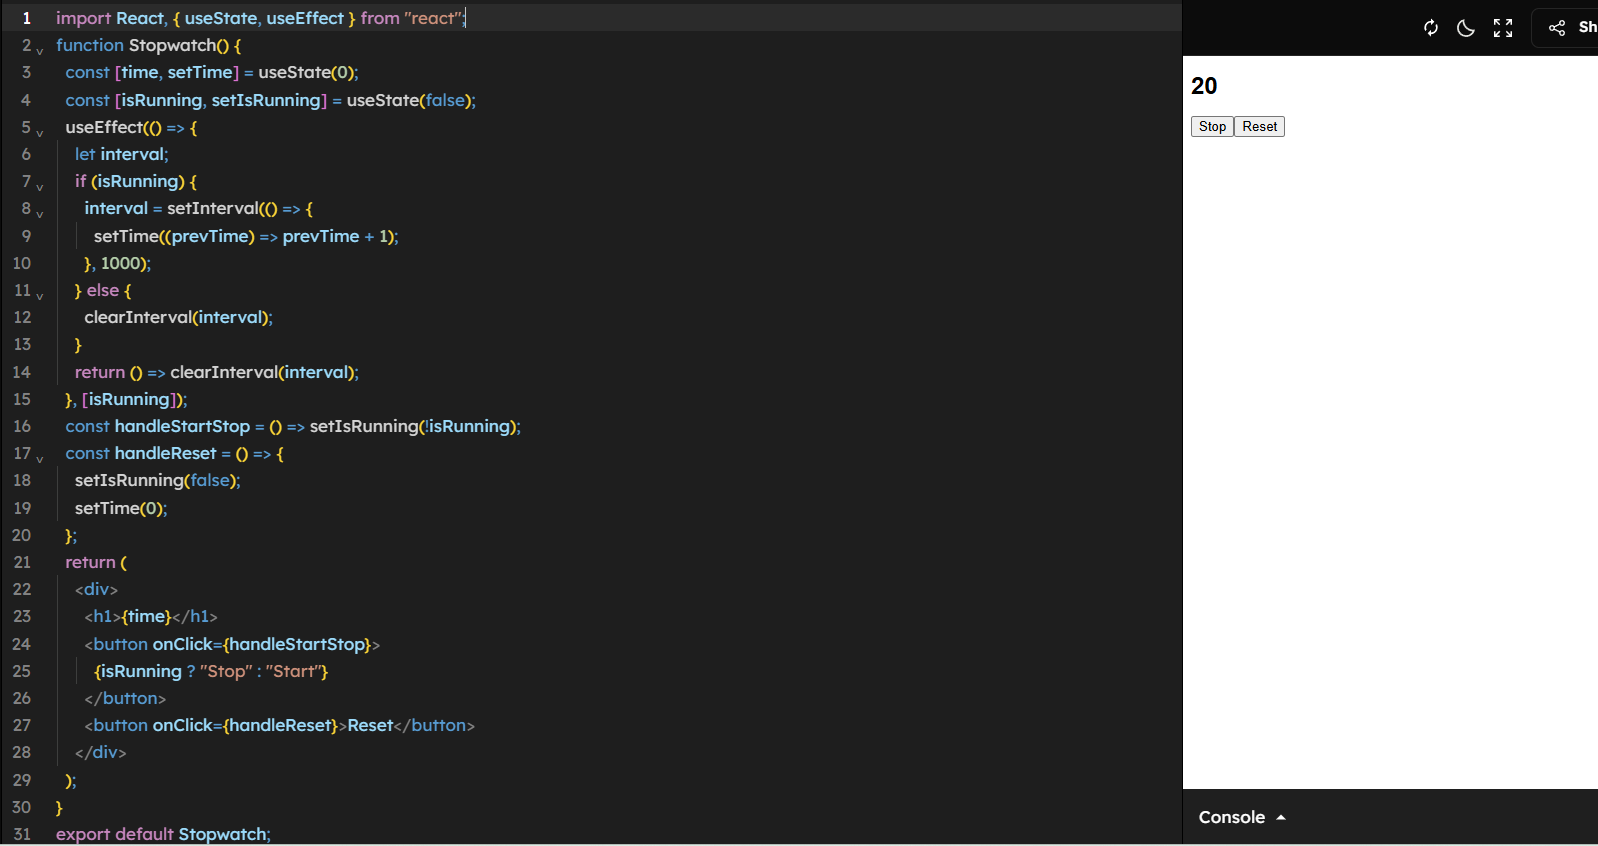 1 import React, { useState, useEffect } from "react";
2 function Stopwatch() {
3 const [time, setTime] = useState(0);
4 const [isRunning, setIsRunning] = useState(false);
5 useEffect(() => {
6 let interval;
7 if (isRunning) {
8 interval = setInterval(() => {
9 setTime((prevTime) => prevTime + 1);
10 }, 1000);
11 } else {
12 clearInterval(interval);
13 }
14 return () => clearInterval(interval);
15 }, [isRunning]);
16 const handleStartStop = () => setIsRunning(!isRunning);
17 const handleReset = () => {
18 setIsRunning(false);
19 setTime(0);
20 };
21 return (
22 <div>
23 <h1>{time}</h1>
24 <button onClick={handleStartStop}>
25 {isRunning ? "Stop" : "Start"}
26 </button>
27 <button onClick={handleReset}>Reset</button>
28 </div>
29 );
30 }
31 export default Stopwatch;
Sh
20
Stop Reset
Console